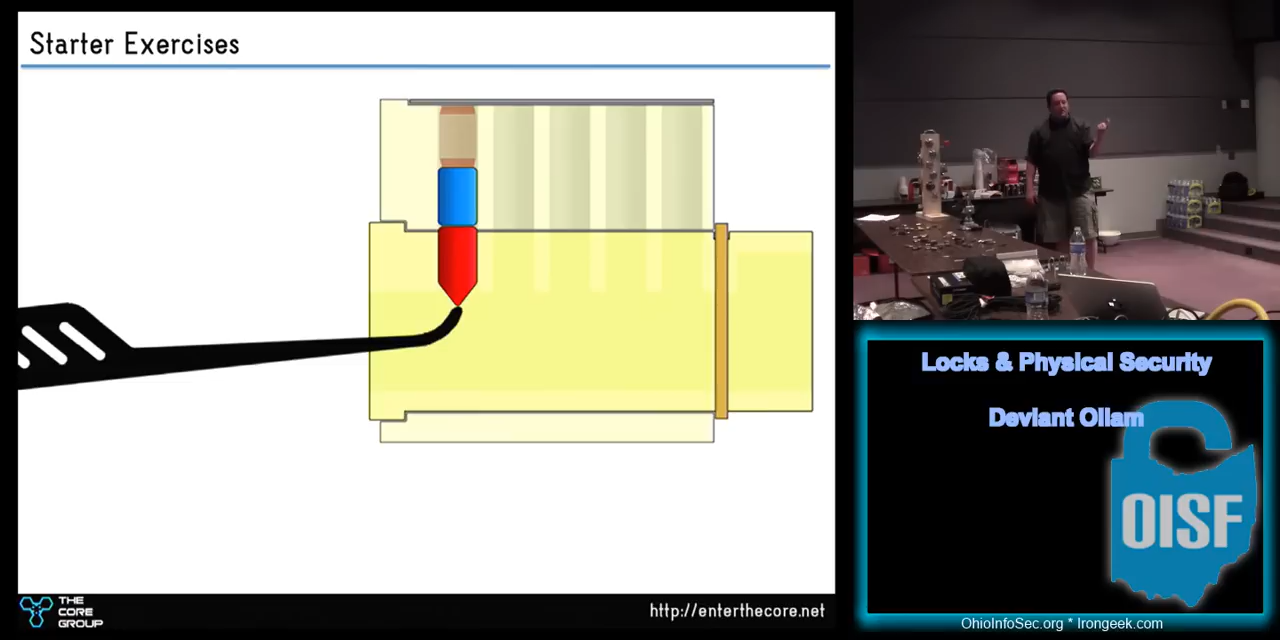 Starter Exercises
THE
CORE
GROUP
http://enterthecore.net
Locks & Physical Security
Deviant Ollam
OISF
OhioInfoSec.org * Irongeek.com